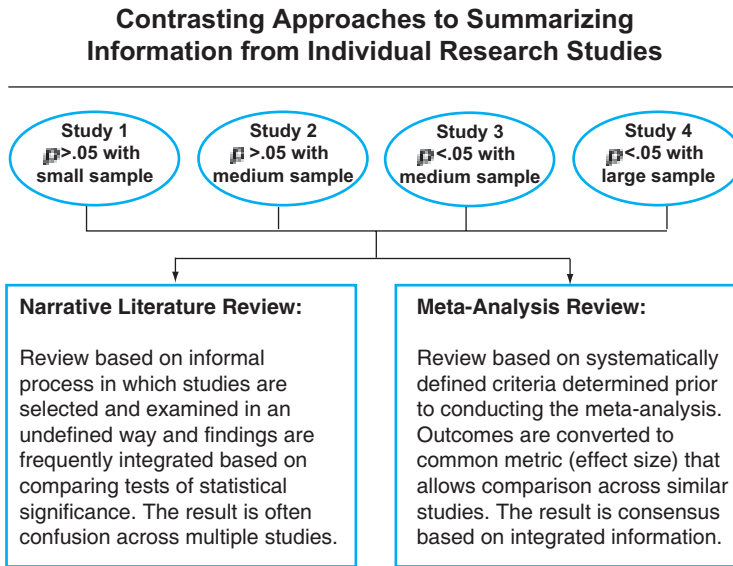 Contrasting Approaches to Summarizing
Information from Individual Research Studies
Study 1
p>.05 with
small sample
Study 2
p >.05 with
medium sample
Study 3
p<.05 with
medium sample
Study 4
p<.05 with
large sample
Narrative Literature Review:
Review based on informal
process in which studies are
selected and examined in an
undefined way and findings are
frequently integrated based on
comparing tests of statistical
significance. The result is often
confusion across multiple studies.
Meta-Analysis Review:
Review based on systematically
defined criteria determined prior
to conducting the meta-analysis.
Outcomes are converted to
common metric (effect size) that
allows comparison across similar
studies. The result is consensus
based on integrated information.